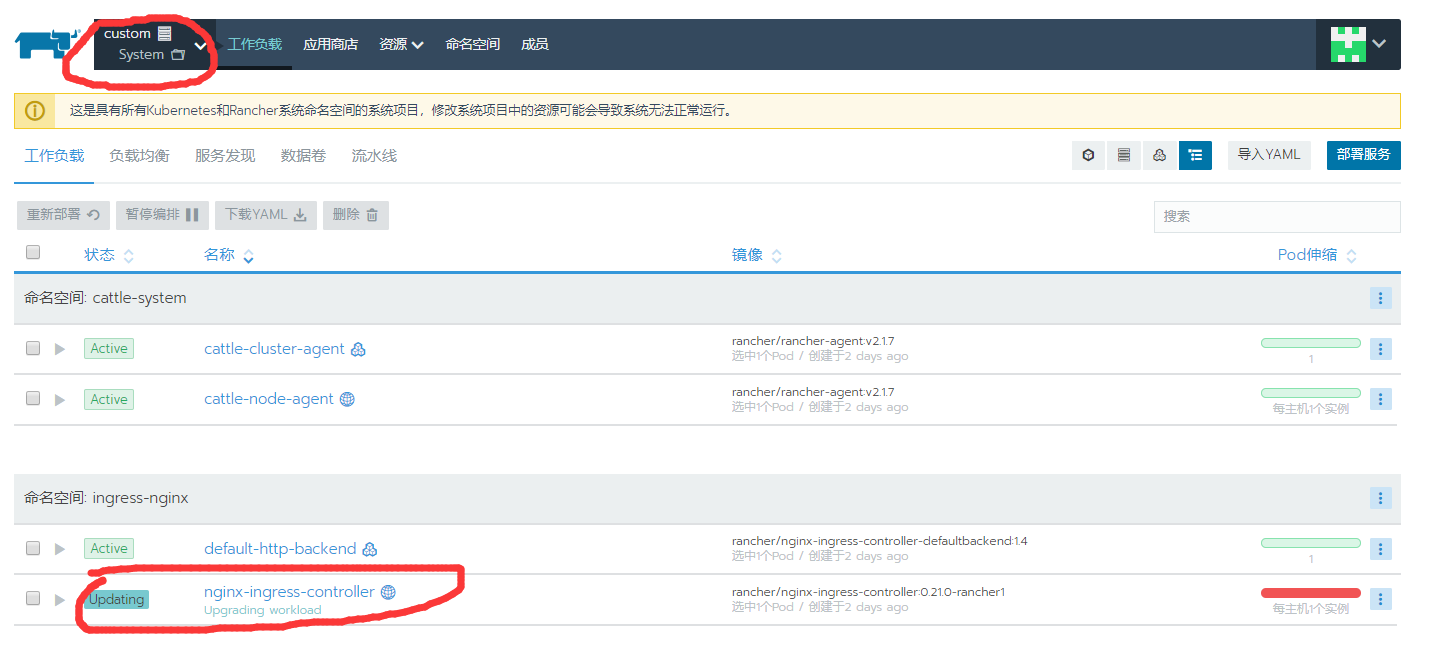 custom
System
工作负载 应用商店 资源 命名空间 成员
这是具有所有Kubernetes和Rancher系统命名空间的系统项目，修改系统项目中的资源可能会导致系统无法正常运行。
工作负载 负载均衡 服务发现 数据卷 流水线
导入YAML 部署服务
重新部署 暂停编排 下载YAML 删除
搜索
状态 名称 镜像 Pod伸缩
命名空间: cattle-system
Active cattle-cluster-agent
rancher/rancher-agent:v2.1.7
选中1个Pod / 创建于2 days ago
1
Active cattle-node-agent
rancher/rancher-agent:v2.1.7
选中1个Pod / 创建于2 days ago
每主机1个实例
命名空间: ingress-nginx
Active default-http-backend
rancher/nginx-ingress-controller-defaultbackend:1.4
选中1个Pod / 创建于2 days ago
1
Updating nginx-ingress-controller
Upgrading workload
rancher/nginx-ingress-controller:0.21.0-rancher1
选中1个Pod / 创建于2 days ago
每主机1个实例